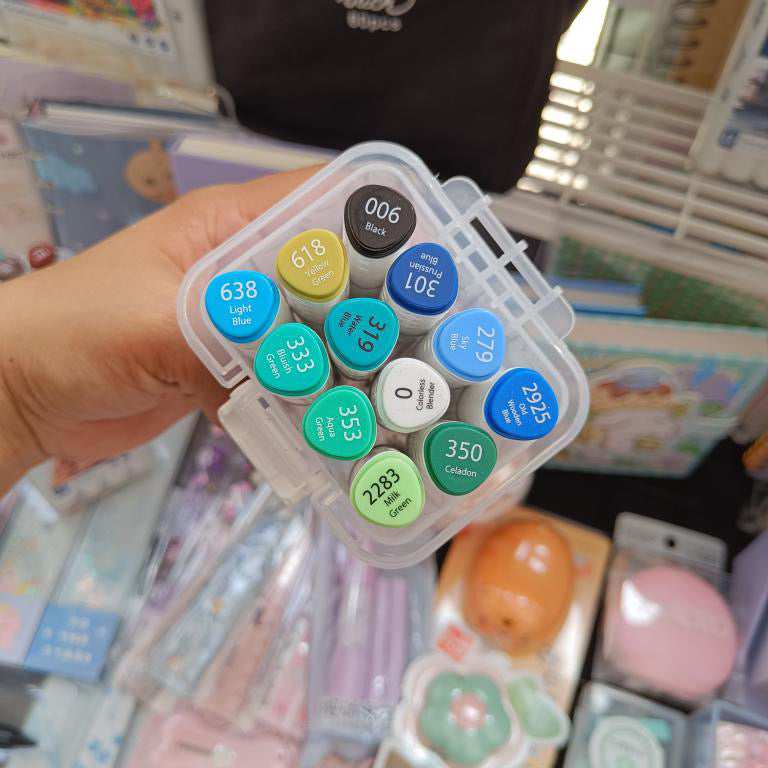 80pcs
006
Black
618
Yellow
Green
301
Prussian
Blue
638
Light
Blue
319
Water
Blue
279
Sky
Blue
333
Bluish
Green
0
Colorless
Blender
2925
Old
Wooden
Blue
353
Aqua
Green
350
Celadon
2283
Milk
Green